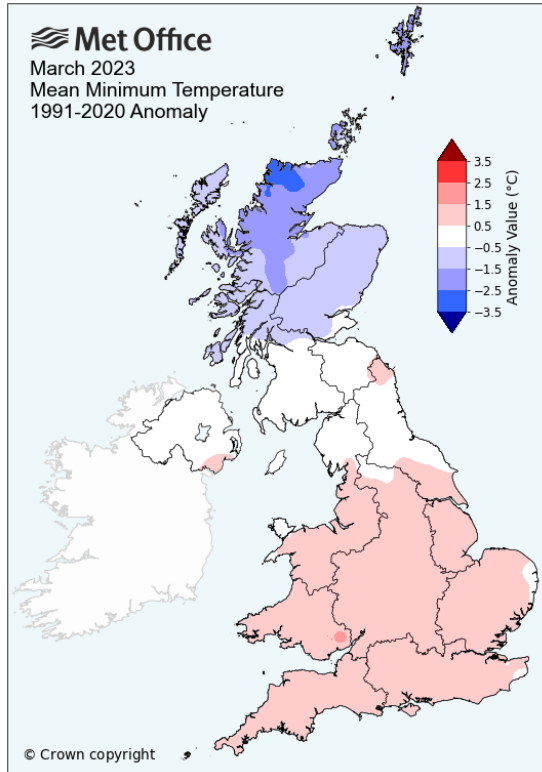 Met Office
March 2023
Mean Minimum Temperature
1991-2020 Anomaly
3.5
2.5
1.5
0.5
−0.5
−1.5
−2.5
−3.5
Anomaly Value (°C)
© Crown copyright